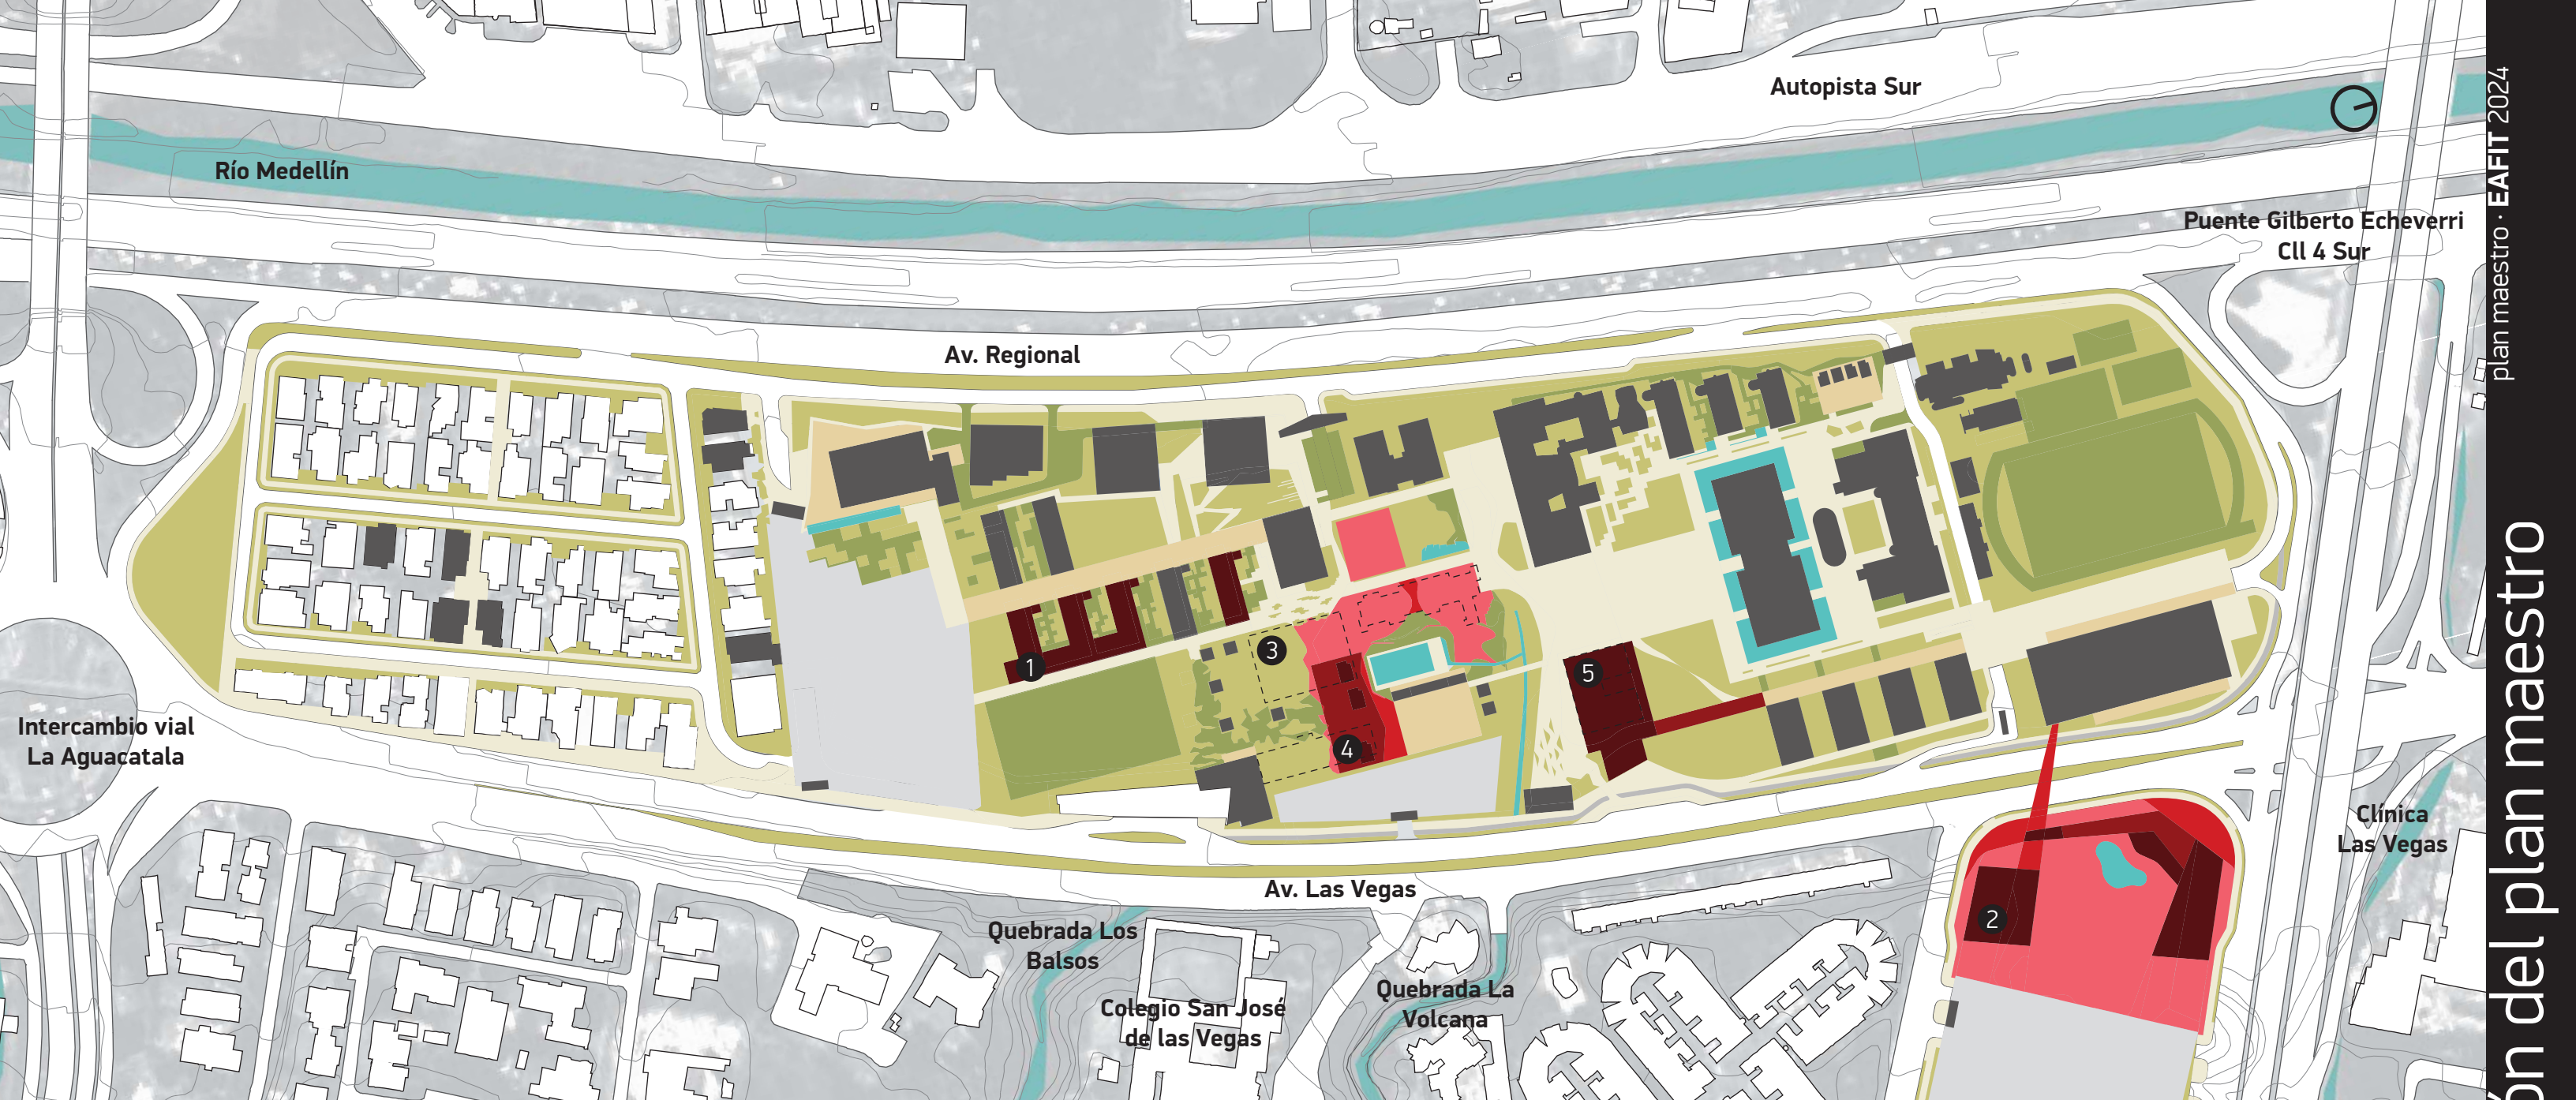 Autopista Sur
Río Medellín
Puente Gilberto Echeverri
Cll 4 Sur
Av. Regional
3
1
5
4
Intercambio vial
La Aguacatala
Clínica
Las Vegas
Av. Las Vegas
2
Quebrada Los
Balsos
Colegio San José
de las Vegas
Quebrada La
Volcana
plan maestro · EAFIT 2024
ón del plan maestro